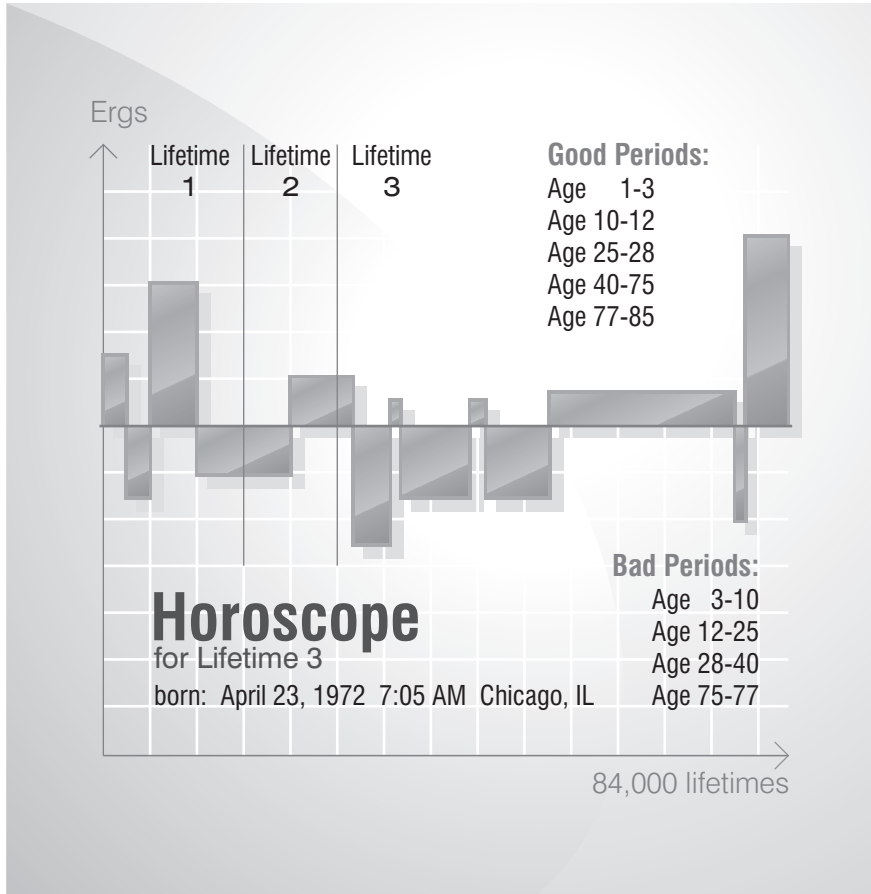 Ergs
Lifetime
1
Lifetime
2
Lifetime
3
Good Periods:
Age 1-3
Age 10-12
Age 25-28
Age 40-75
Age 77-85
Bad Periods:
Age 3-10
Age 12-25
Age 28-40
Age 75-77
Horoscope
for Lifetime 3
born: April 23, 1972 7:05 AM Chicago, IL
84,000 lifetimes